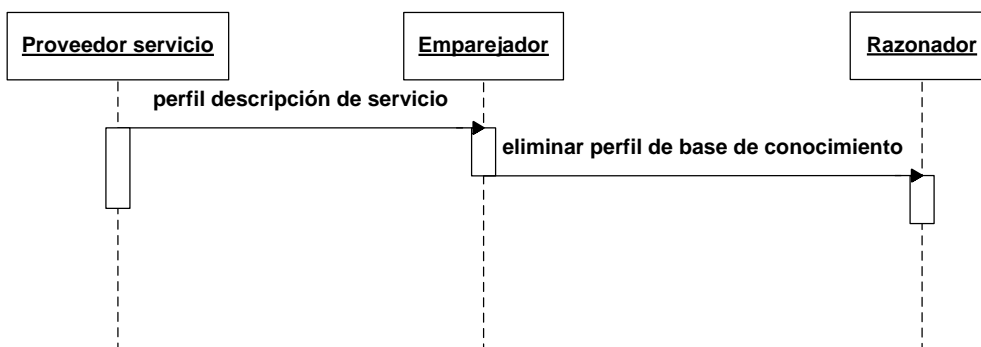 Proveedor servicio
Emparejador
Razonador
perfil descripción de servicio
eliminar perfil de base de conocimiento